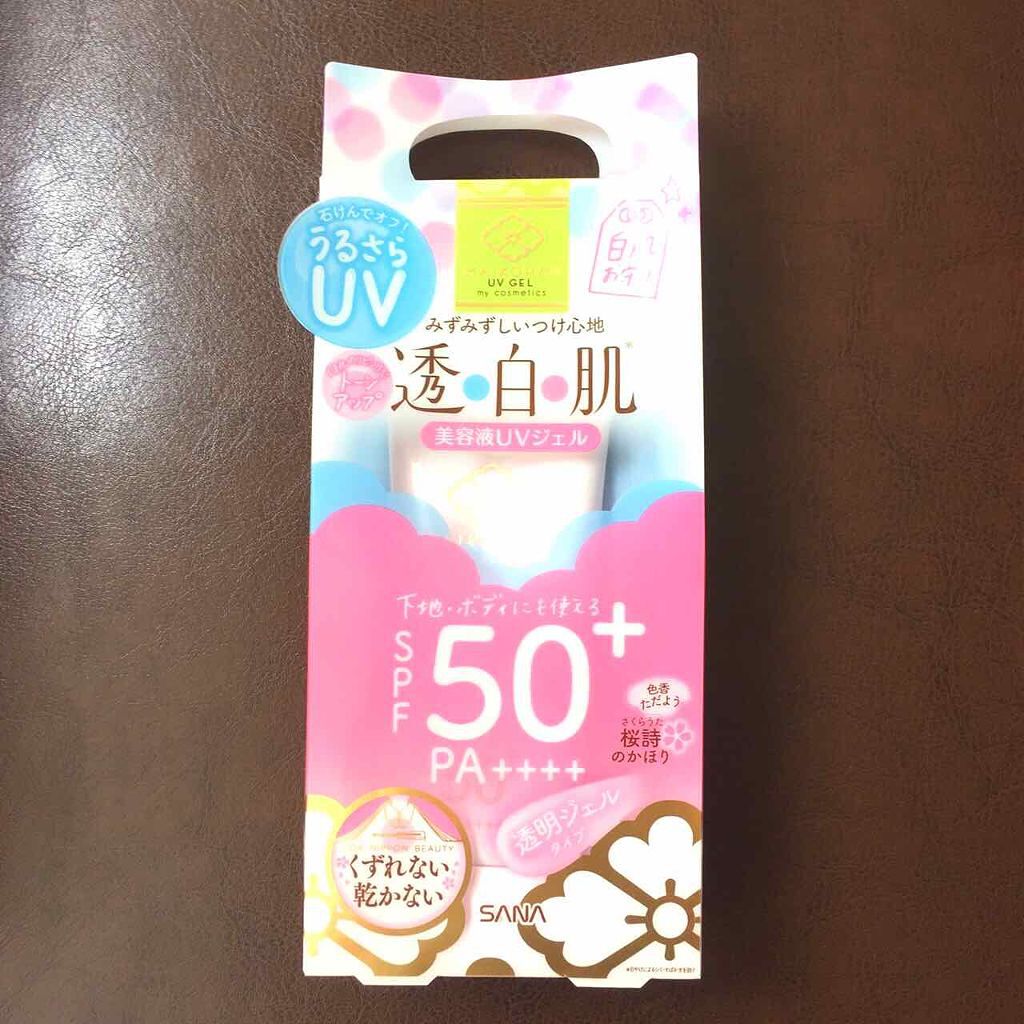 石けんでオフ！
うるさら
UV
UV GEL
my cosmetics
みずみずしいつけ心地
透・白・肌
※
トーン
アップ
美容液UVジェル
下地・ボディにも使える
SPF
50+
PA++++
色香
ただよう
さくらうた
桜詩
のかほり
透明ジェル
タイプ
NIPPON BEAUTY
くずれない
乾かない
SANA